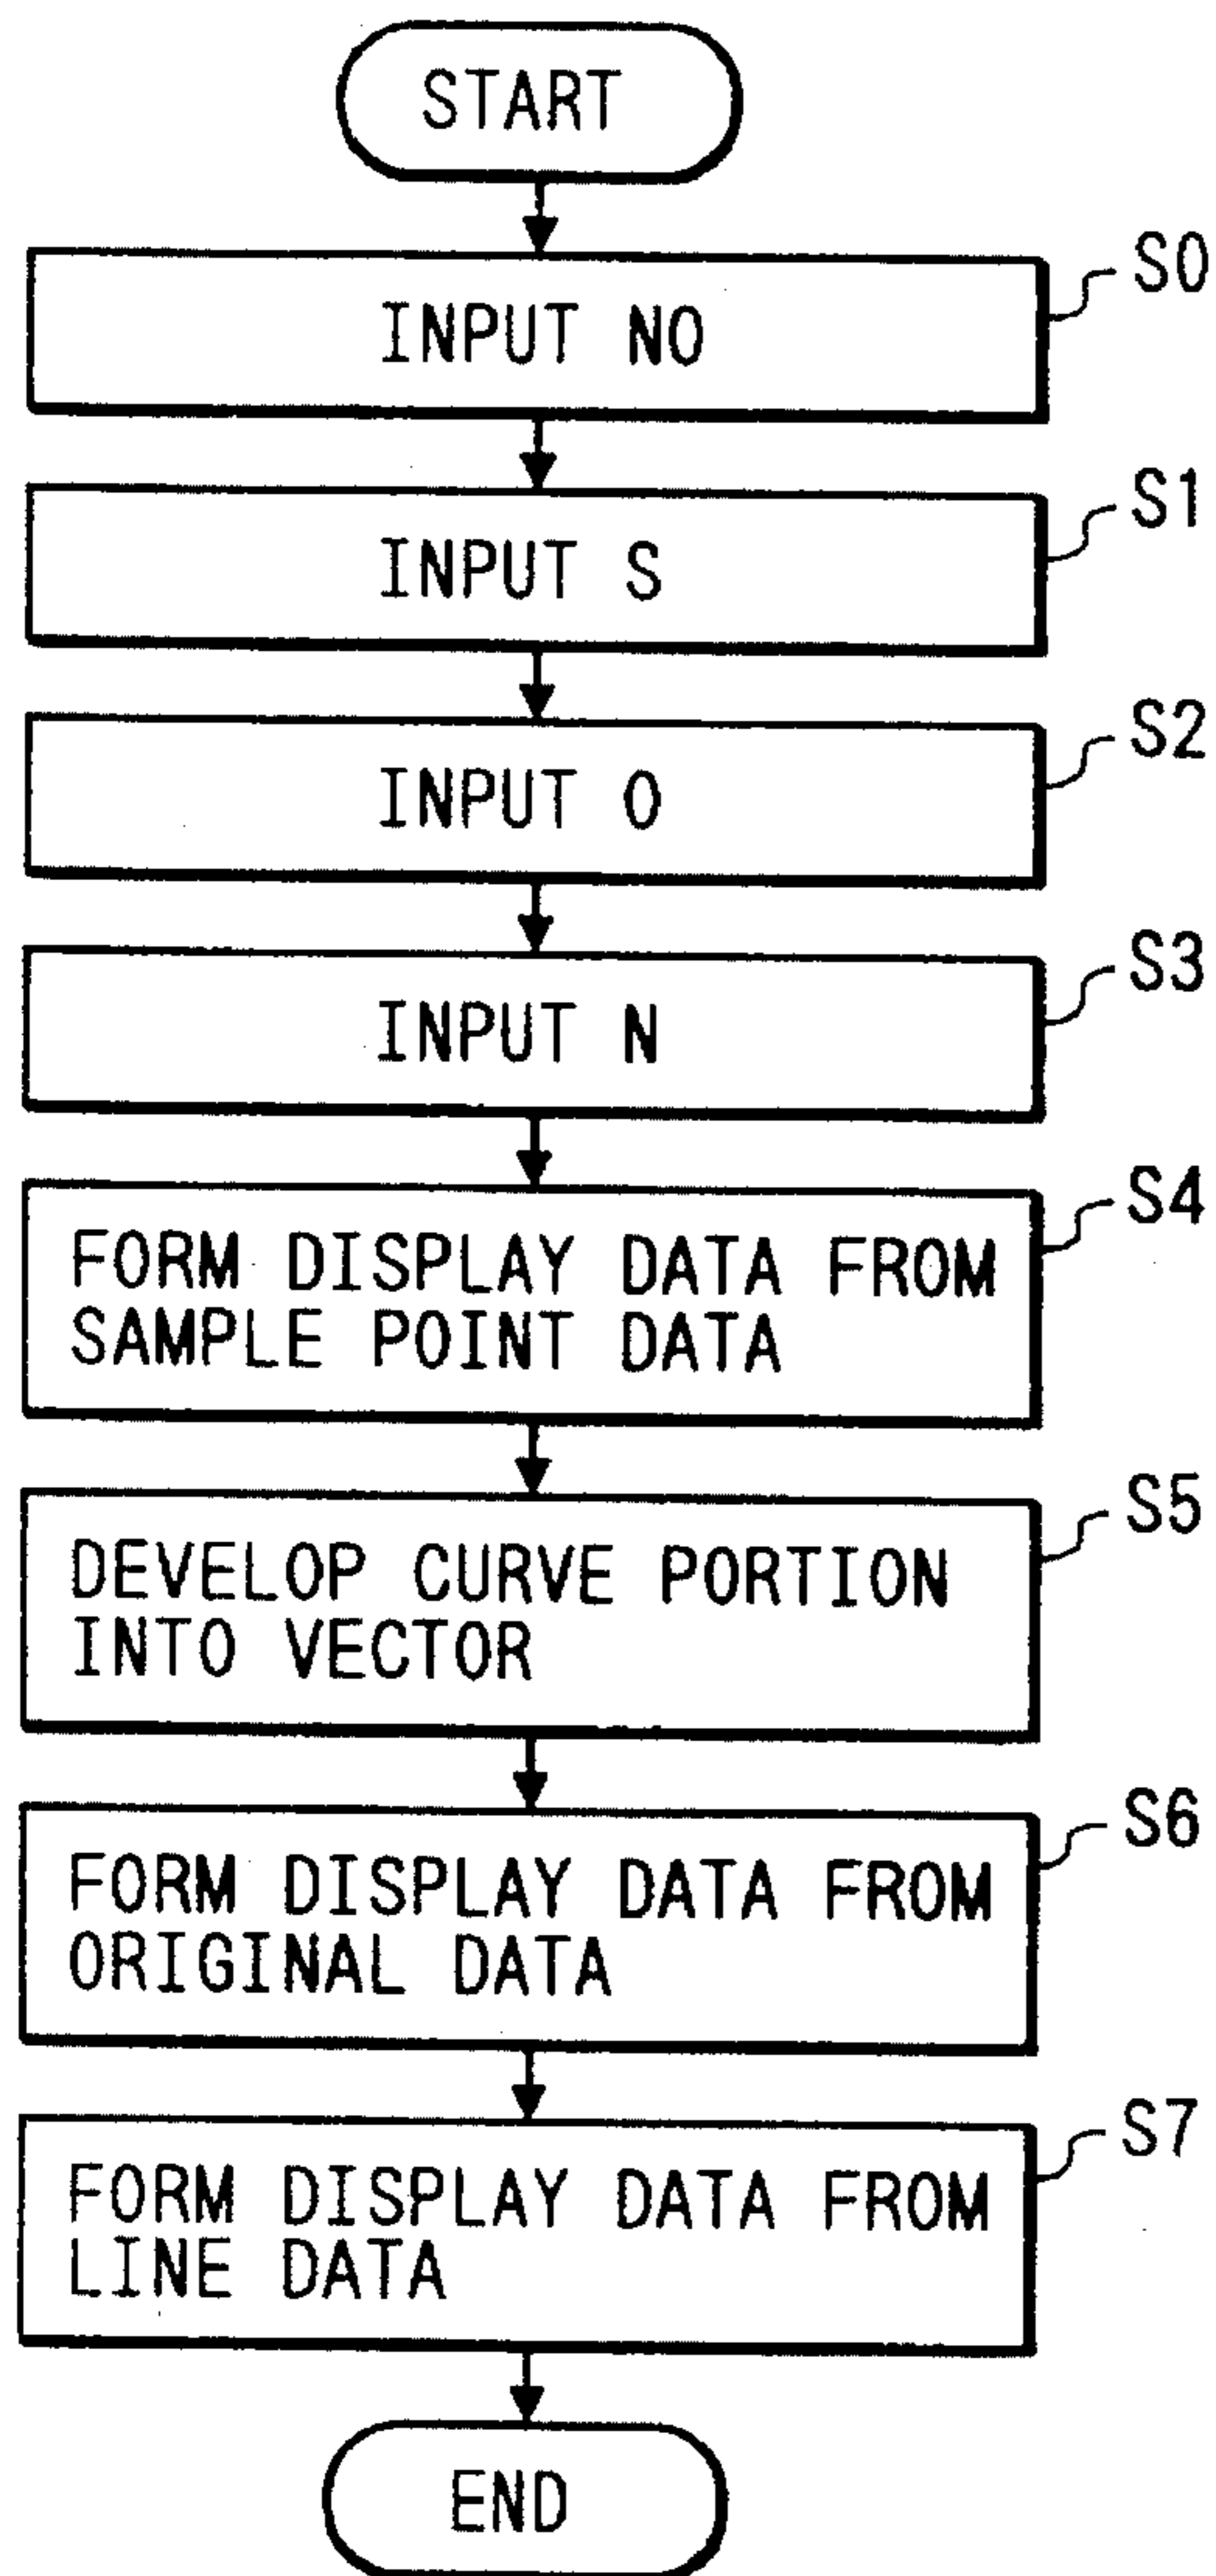 START
INPUT NO
S0
INPUT S
S1
INPUT O
S2
INPUT N
S3
FORM DISPLAY DATA FROM
SAMPLE POINT DATA
S4
DEVELOP CURVE PORTION
INTO VECTOR
S5
FORM DISPLAY DATA FROM
ORIGINAL DATA
S6
FORM DISPLAY DATA FROM
LINE DATA
S7
END